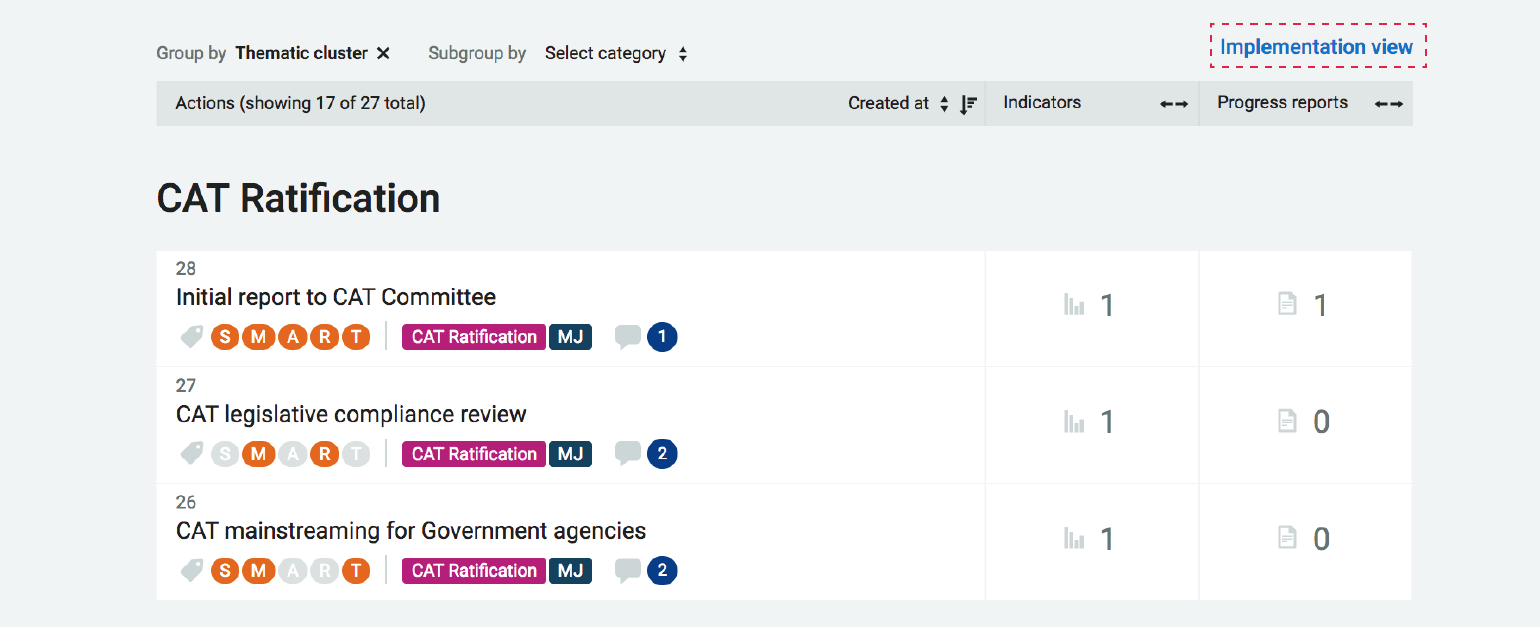 Group by Thematic cluster Subgroup by Select category Implementation view
Actions (showing 17 of 27 total) Created at Indicators Progress reports
CAT Ratification
28
Initial report to CAT Committee
S M A R T CAT Ratification MJ 1
1 1
27
CAT legislative compliance review
S M A R T CAT Ratification MJ 2
1 0
26
CAT mainstreaming for Government agencies
S M A R T CAT Ratification MJ 2
1 0